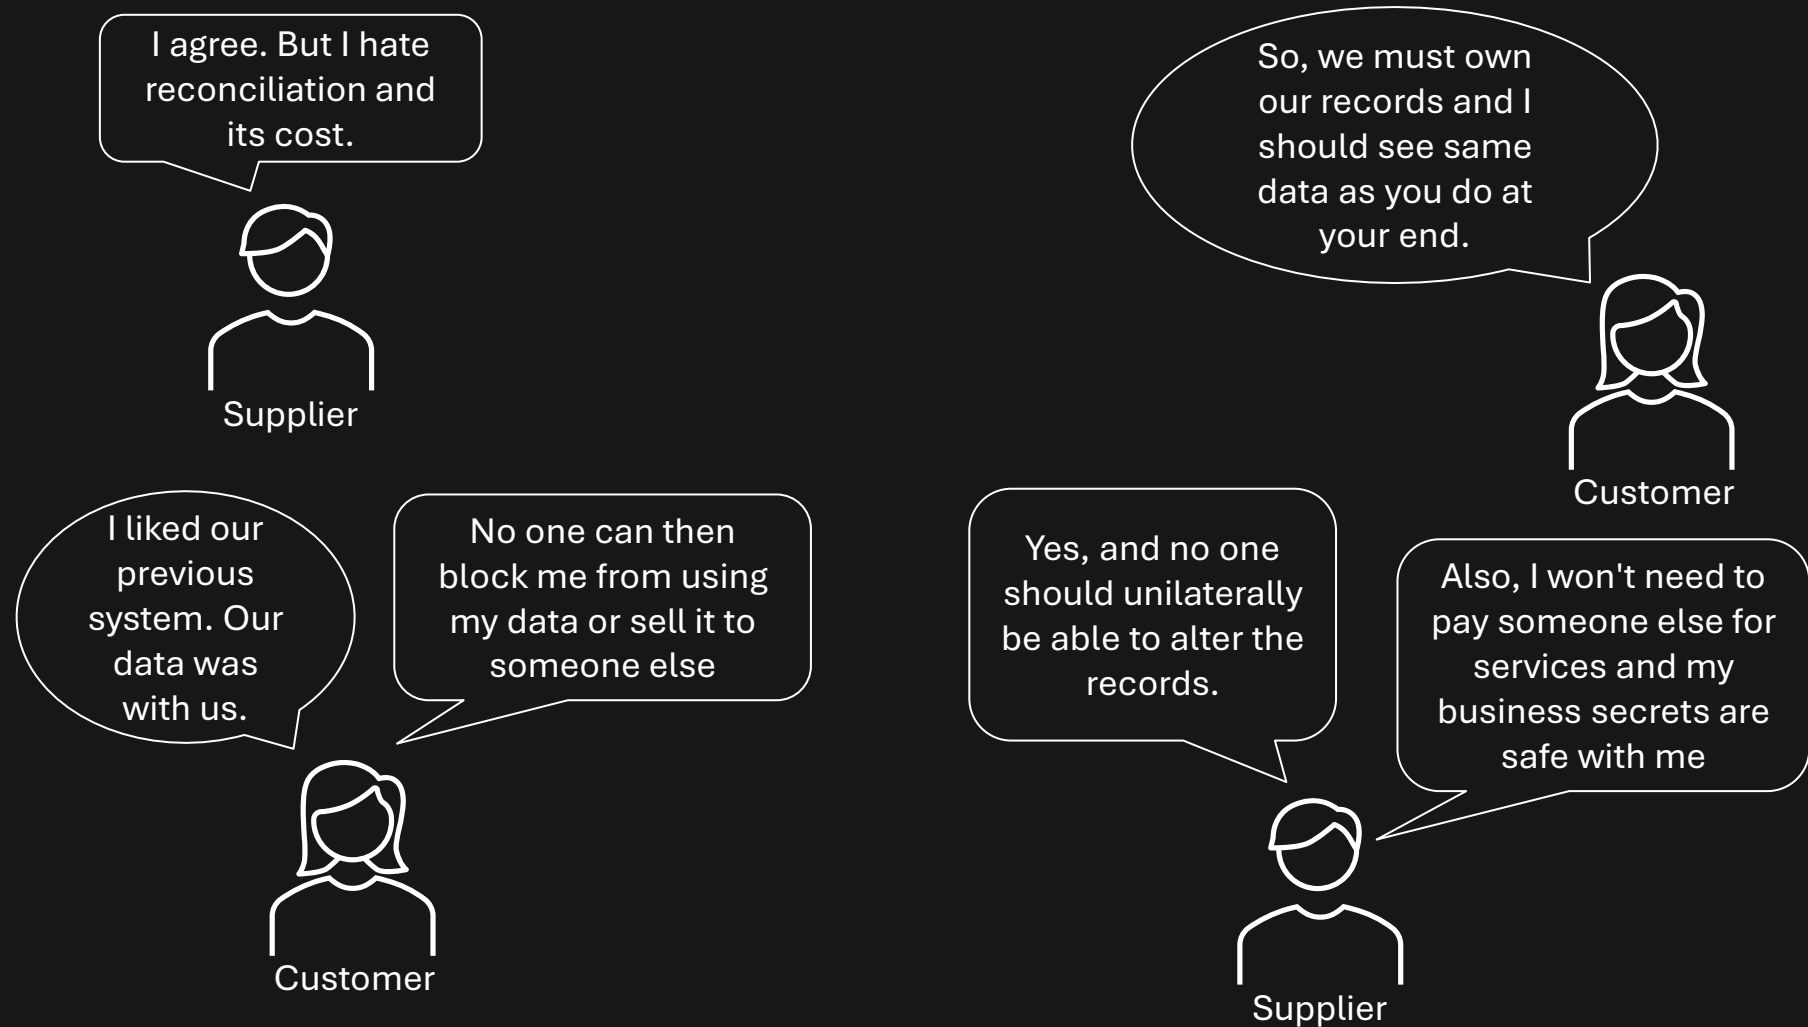 I agree. But I hate
reconciliation and
its cost.
Supplier
So, we must own
our records and I
should see same
data as you do at
your end.
Customer
I liked our
previous
system. Our
data was
with us.
No one can then
block me from using
my data or sell it to
someone else
Customer
Yes, and no one
should unilaterally
be able to alter the
records.
Also, I won't need to
pay someone else for
services and my
business secrets are
safe with me
Supplier